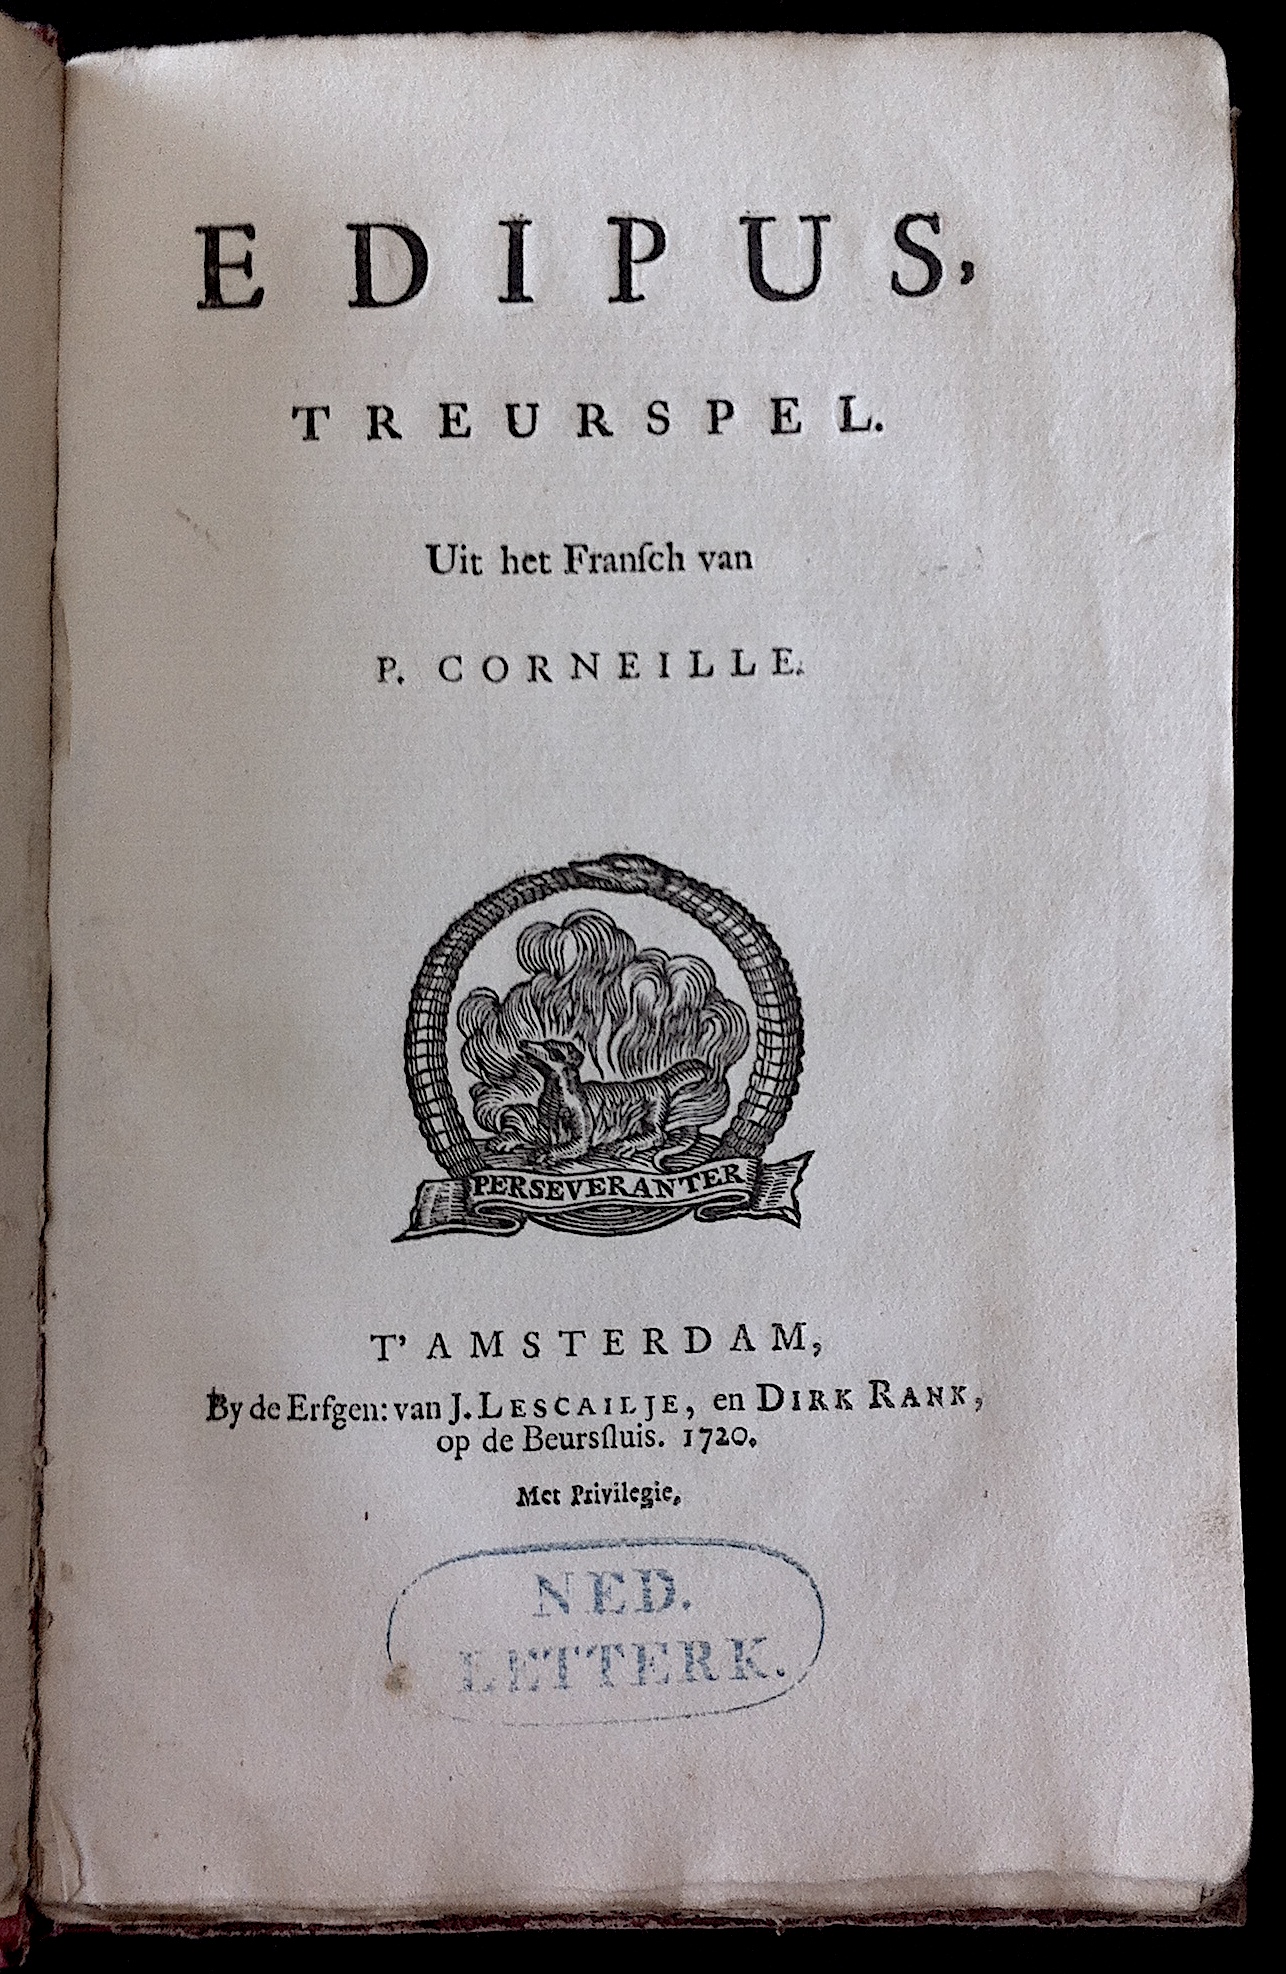 EDIPUS,
TREURSPEL.
Uit het Franſch van
P. CORNEILLE.
PERSEVERANTER
T'AMSTERDAM,
By de Erfgen: van J. LESCAILJE, en DIRK RANK,
op de Beursſluis. 1720.
Met Privilegie,
NED.
LETTERK.